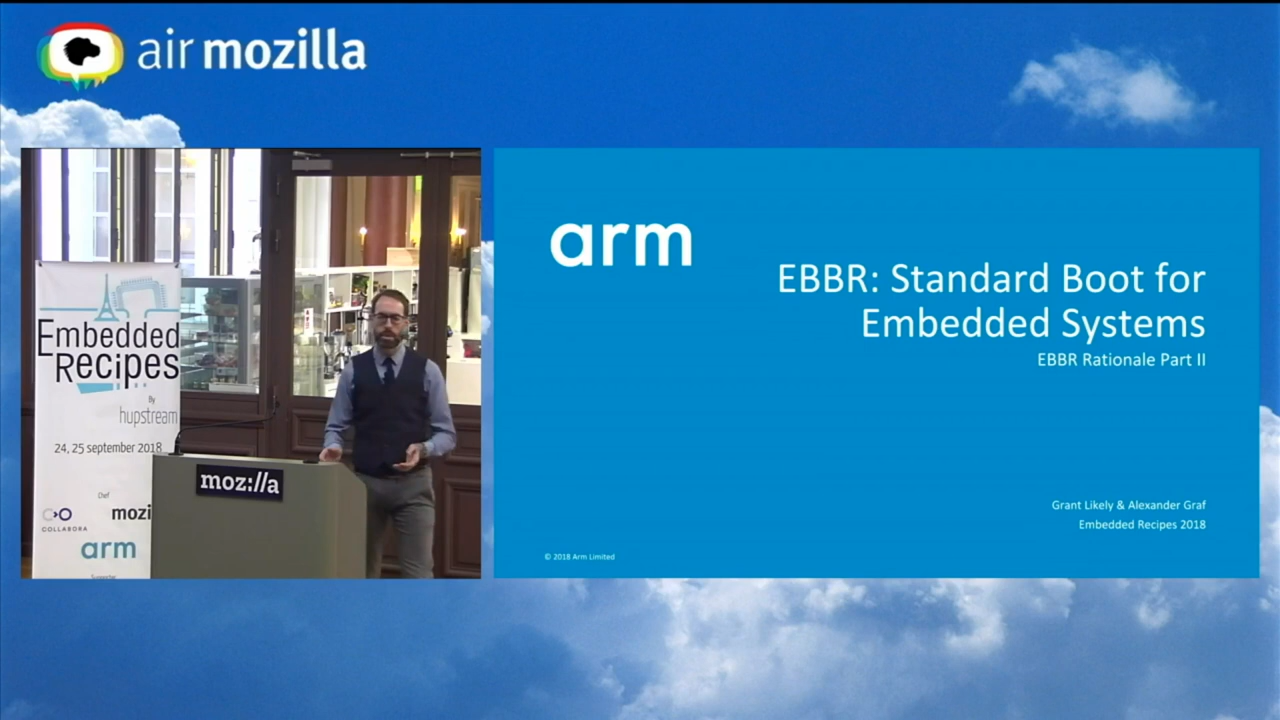 air mozilla
Embedded
Recipes
By
hupstream
24, 25 september 2018
Chef
COLLABORA
mozi
arm
moz://a
arm
EBBR: Standard Boot for
Embedded Systems
EBBR Rationale Part II
Grant Likely & Alexander Graf
Embedded Recipes 2018
© 2018 Arm Limited